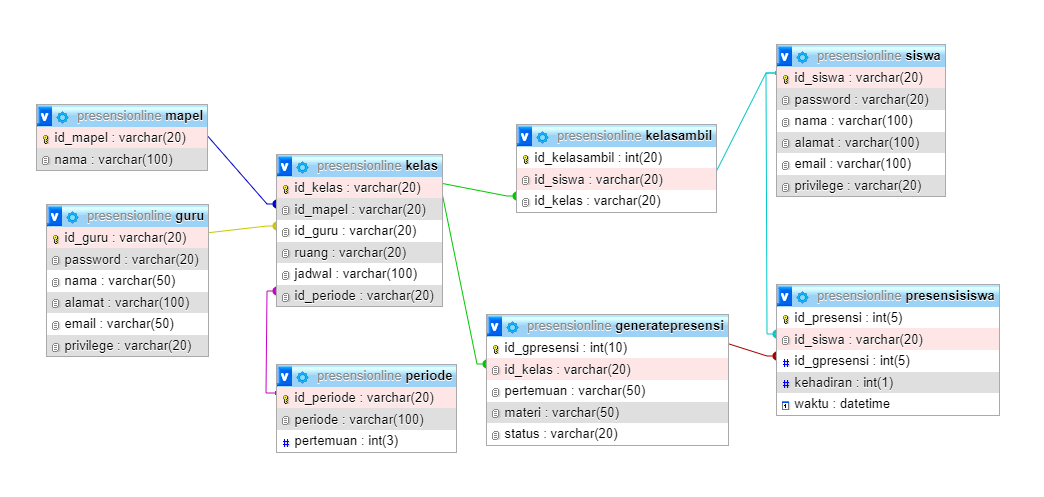 v presensionline mapel
id_mapel : varchar(20)
nama : varchar(100)
v presensionline guru
id_guru : varchar(20)
password : varchar(20)
nama : varchar(50)
alamat : varchar(100)
email : varchar(50)
privilege : varchar(20)
v presensionline kelas
id_kelas : varchar(20)
id_mapel : varchar(20)
id_guru : varchar(20)
ruang : varchar(20)
jadwal : varchar(100)
id_periode : varchar(20)
v presensionline periode
id_periode : varchar(20)
periode : varchar(100)
# pertemuan : int(3)
v presensionline kelasambil
id_kelasambil : int(20)
id_siswa : varchar(20)
id_kelas : varchar(20)
v presensionline generatepresensi
id_gpresensi : int(10)
id_kelas : varchar(20)
pertemuan : varchar(50)
materi : varchar(50)
status : varchar(20)
v presensionline siswa
id_siswa : varchar(20)
password : varchar(20)
nama : varchar(100)
alamat : varchar(100)
email : varchar(100)
privilege : varchar(20)
v presensionline presensisiswa
id_presensi : int(5)
id_siswa : varchar(20)
# id_gpresensi : int(5)
# kehadiran : int(1)
waktu : datetime